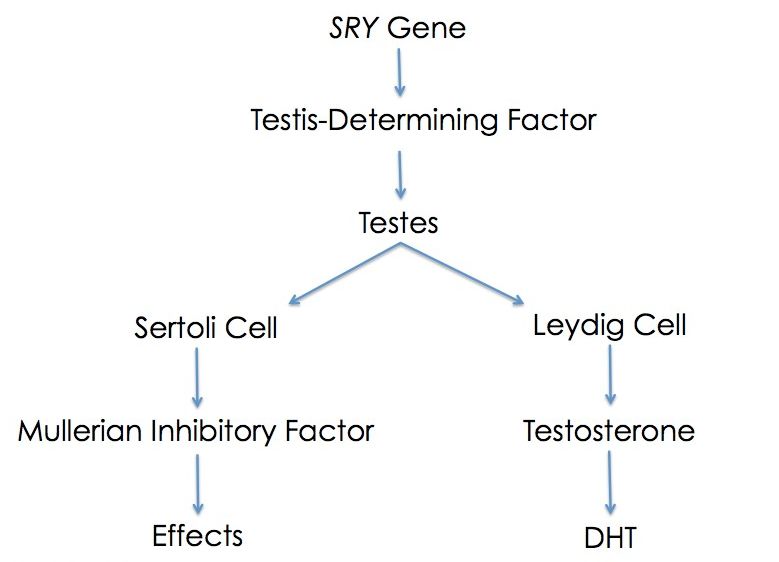 SRY Gene
Testis-Determining Factor
Testes
Sertoli Cell
Leydig Cell
Mullerian Inhibitory Factor
Testosterone
Effects
DHT